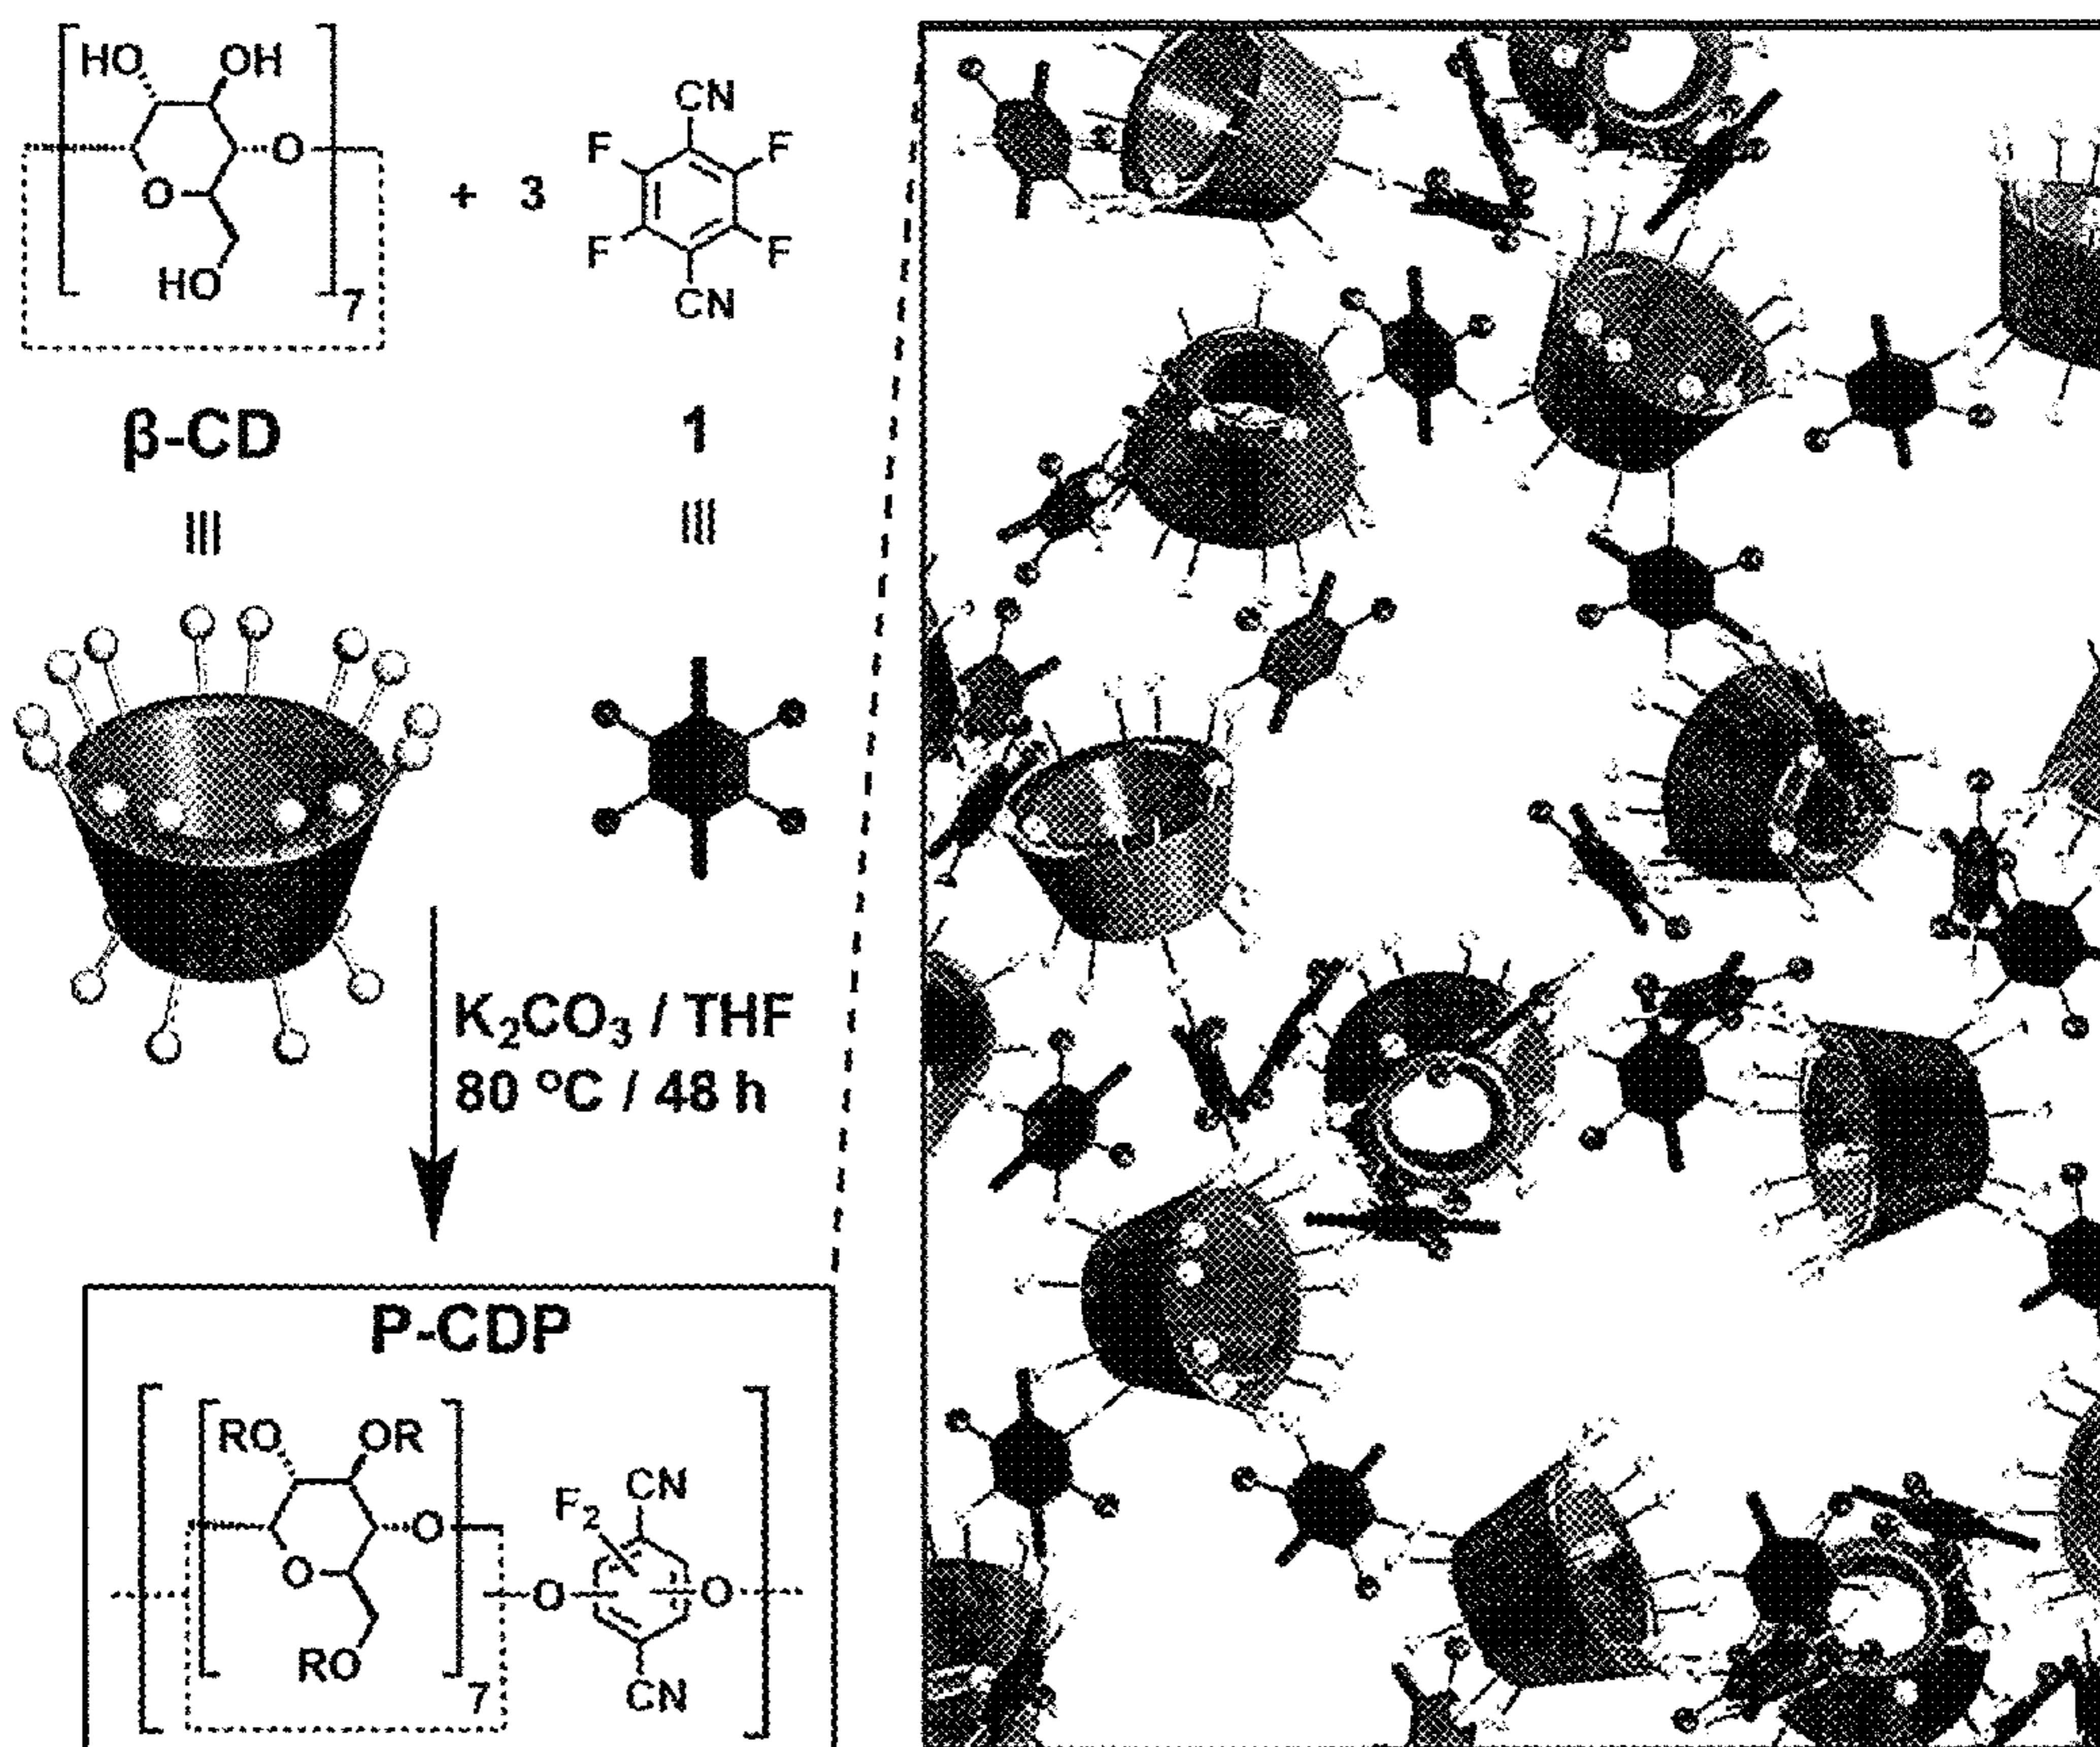 HO OH
CN
F F
O
O
+ 3
F F
HO
7
CN
β-CD
1
≡ ≡
K₂CO₃ / THF
80 °C / 48 h
P-CDP
RO OR
CN
F₂
O
O
O O
RO
7
CN